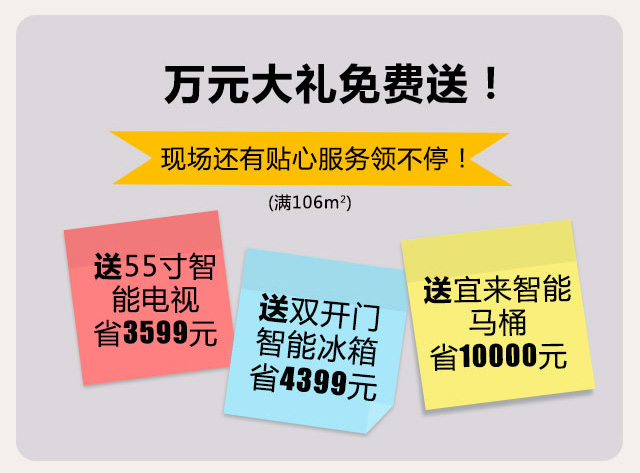 万元大礼免费送！
现场还有贴心服务领不停！
(满106m²)
送55寸智
能电视
省3599元
送双开门
智能冰箱
省4399元
送宜来智能
马桶
省10000元